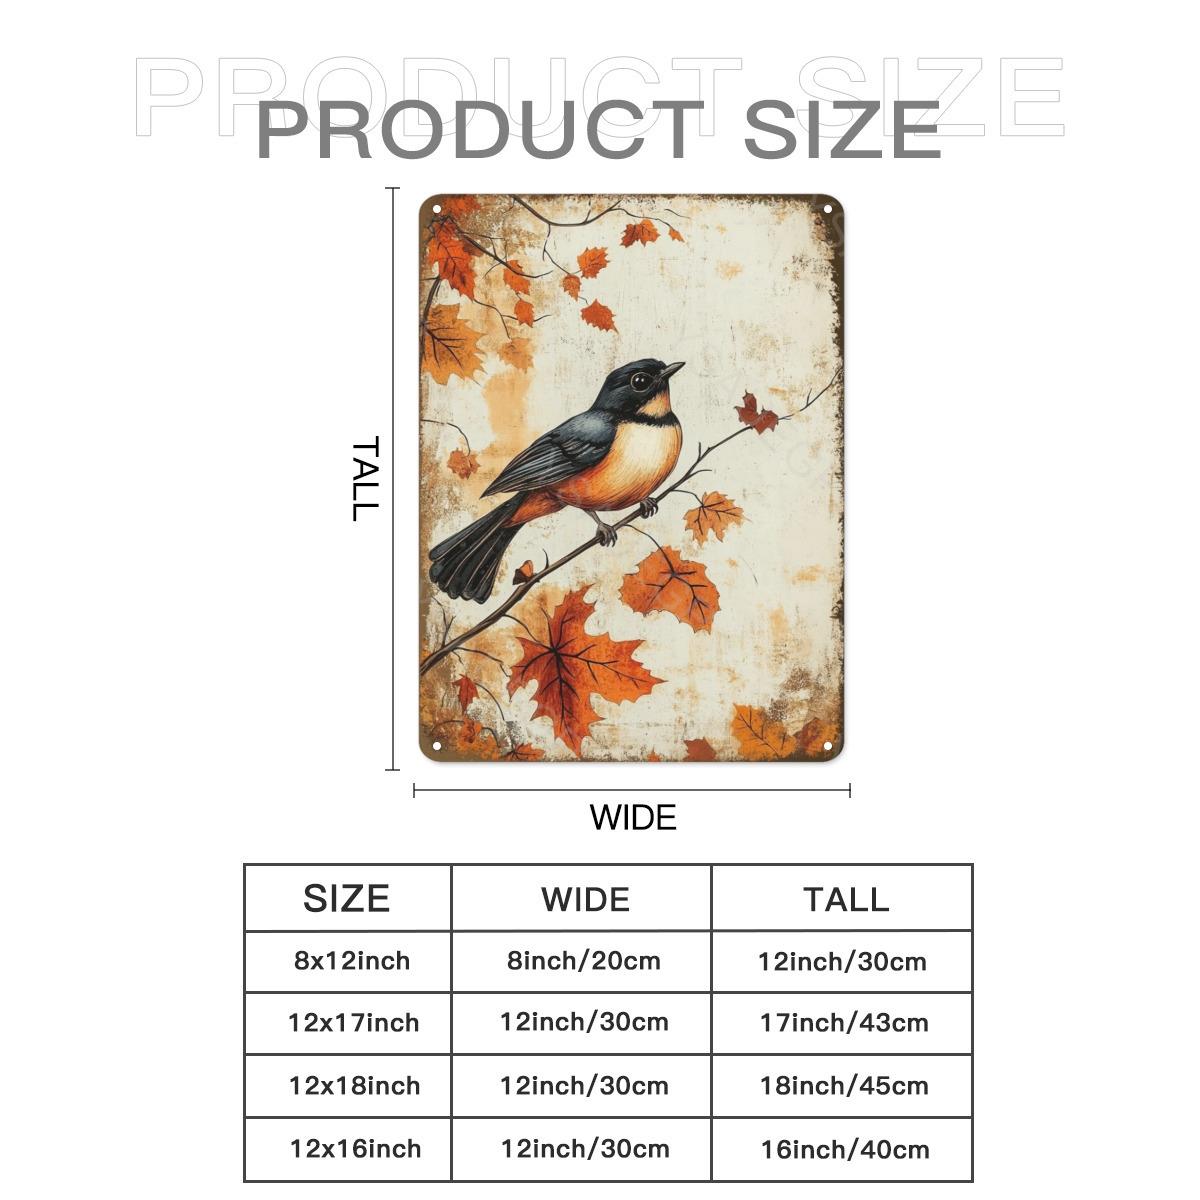 PRODUCT SIZE
PRODUCT SIZE
TALL
WIDE
SIZE WIDE TALL
8x12inch 8inch/20cm 12inch/30cm
12x17inch 12inch/30cm 17inch/43cm
12x18inch 12inch/30cm 18inch/45cm
12x16inch 12inch/30cm 16inch/40cm